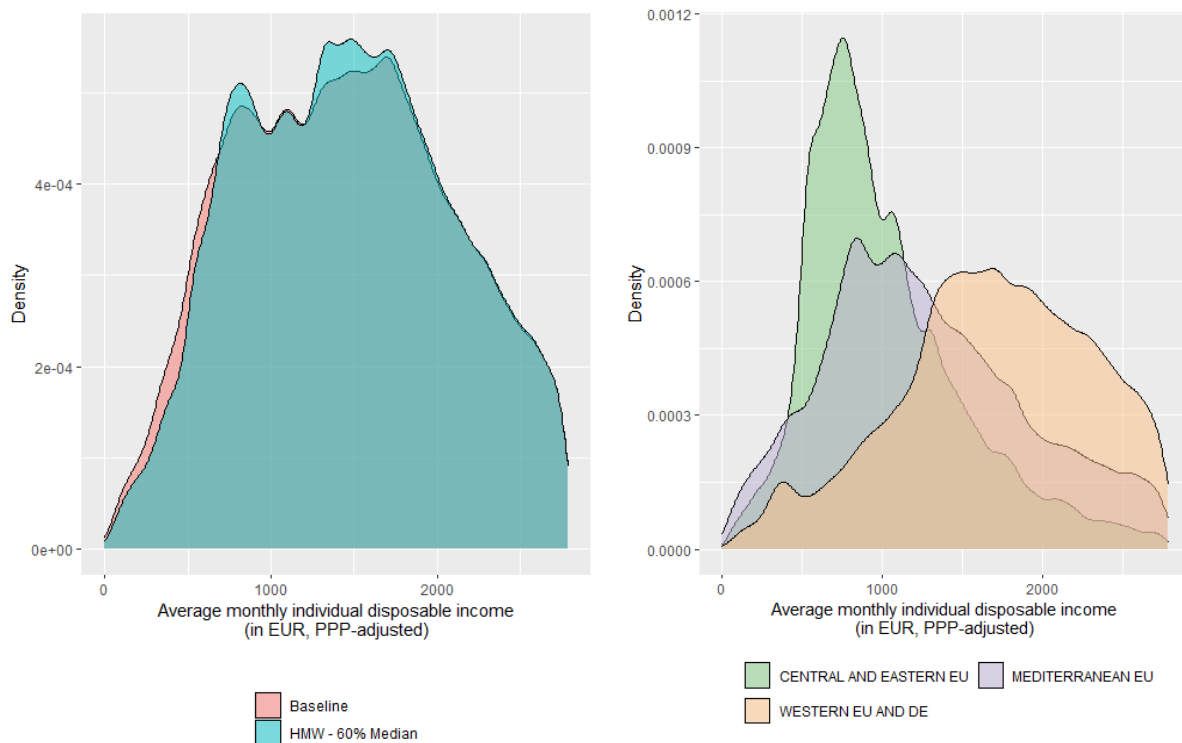 4e-04
2e-04
0e+00
Density
0
1000
2000
Average monthly individual disposable income
(in EUR, PPP-adjusted)
Baseline
HMW - 60% Median
0.0012
0.0009
0.0006
0.0003
0.0000
Density
0
1000
2000
Average monthly individual disposable income
(in EUR, PPP-adjusted)
CENTRAL AND EASTERN EU
MEDITERRANEAN EU
WESTERN EU AND DE